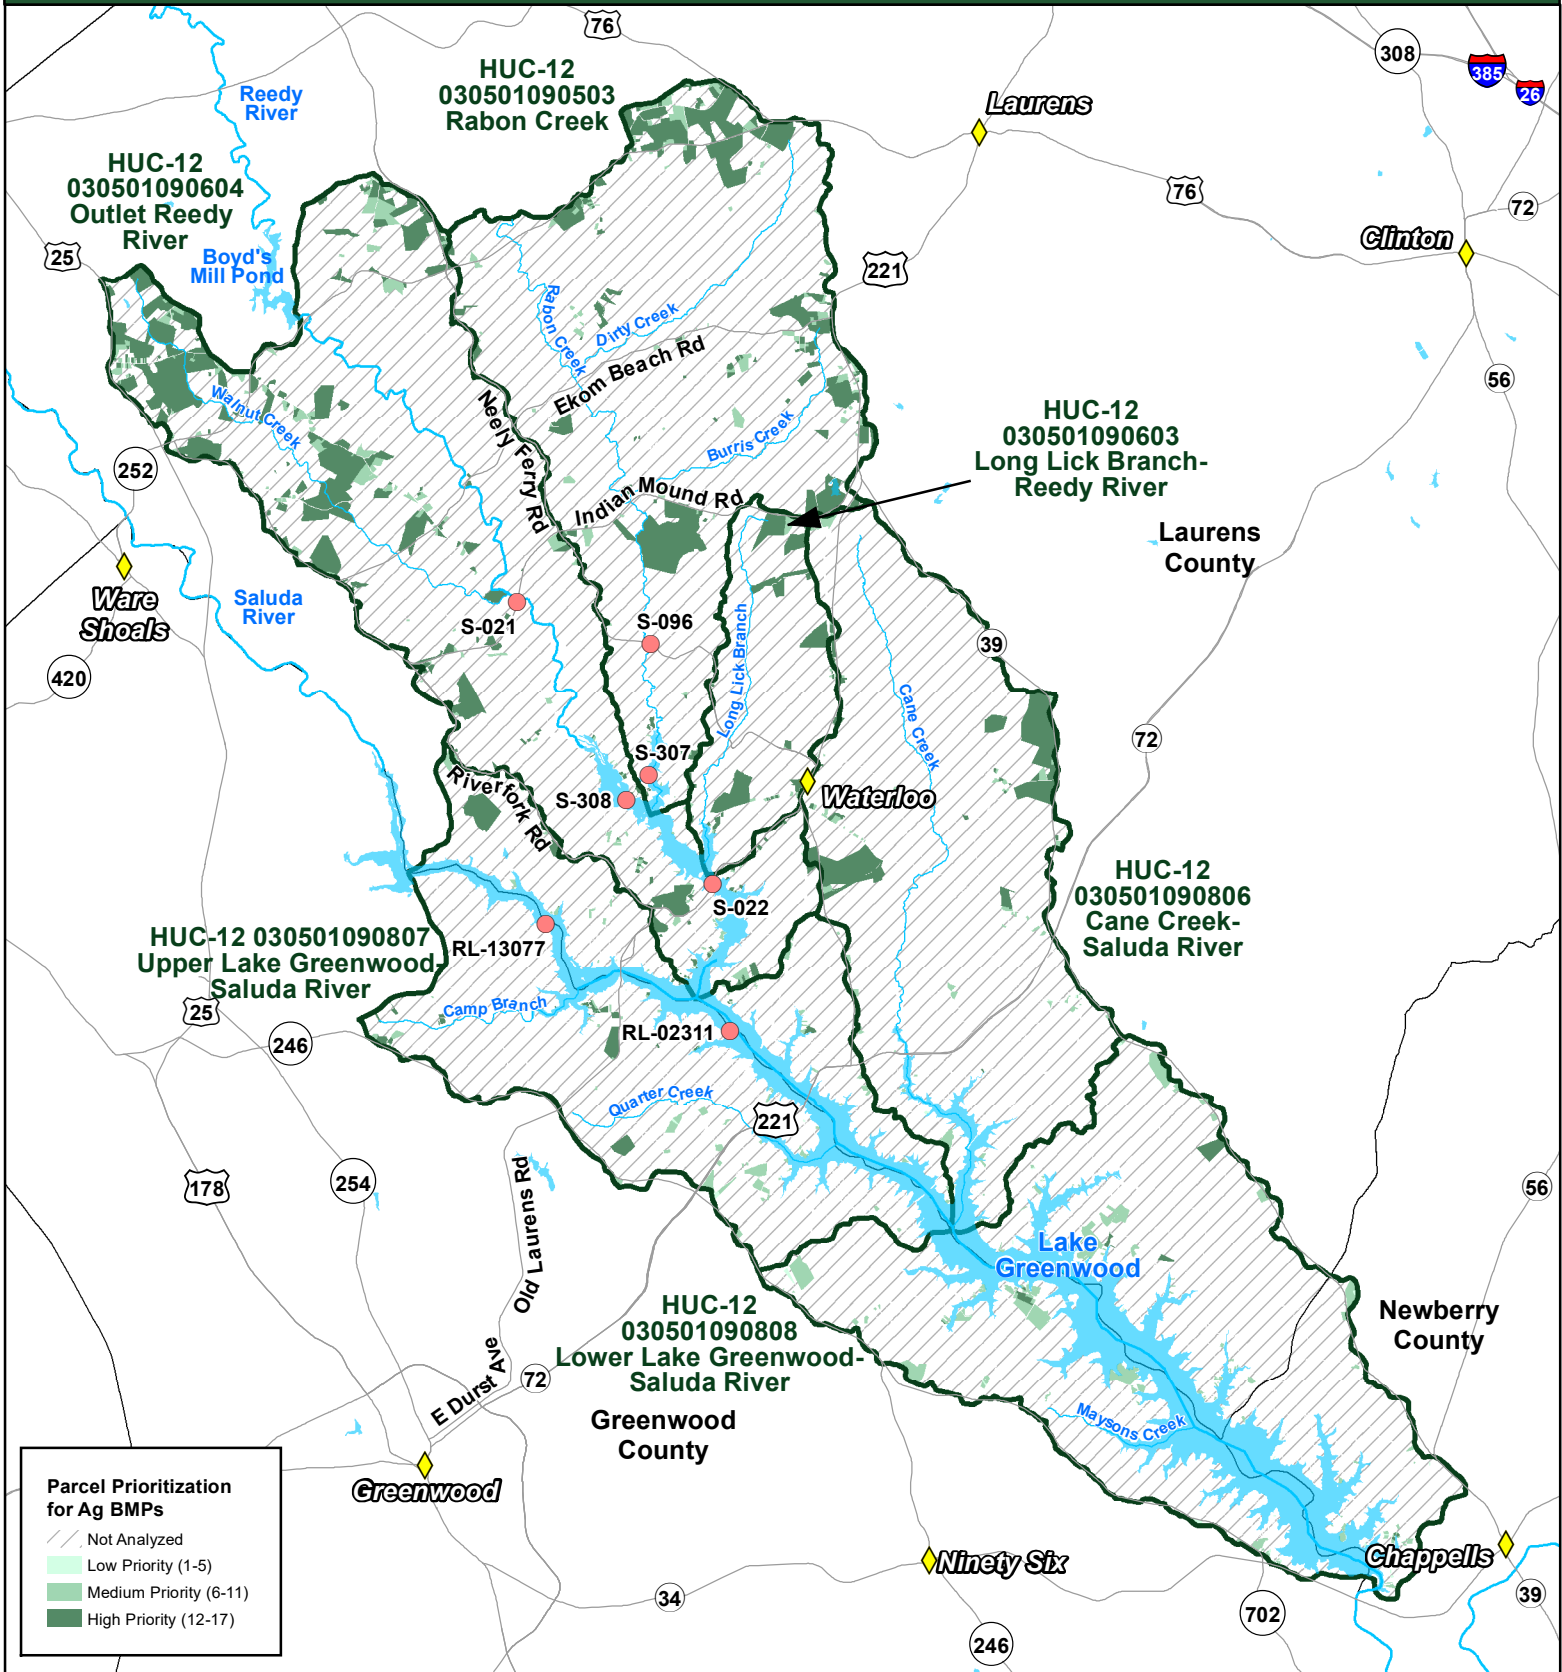 76
308
385
26
HUC-12
030501090503
Rabon Creek
Reedy
River
Laurens
HUC-12
030501090604
Outlet Reedy
River
76
72
Clinton
25
Boyd's
Mill Pond
221
Rabon Creek
Dirty Creek
Ekom Beach Rd
56
Walnut Creek
Neely Ferry Rd
Burris Creek
HUC-12
030501090603
Long Lick Branch-
Reedy River
252
Indian Mound Rd
Laurens
County
Ware
Shoals
Saluda
River
S-021
S-096
Long Lick Branch
39
420
Cane Creek
72
S-307
Riverfork Rd
S-308
Waterloo
HUC-12
030501090806
Cane Creek-
Saluda River
S-022
HUC-12 030501090807
Upper Lake Greenwood-
Saluda River
RL-13077
25
Camp Branch
246
RL-02311
Quarter Creek
221
178
254
Old Laurens Rd
56
Lake
Greenwood
HUC-12
030501090808
Lower Lake Greenwood-
Saluda River
Newberry
County
E Durst Ave
72
Greenwood
County
Maysons Creek
Greenwood
Parcel Prioritization
for Ag BMPs
Not Analyzed
Low Priority (1-5)
Medium Priority (6-11)
High Priority (12-17)
Ninety Six
Chappells
34
702
39
246